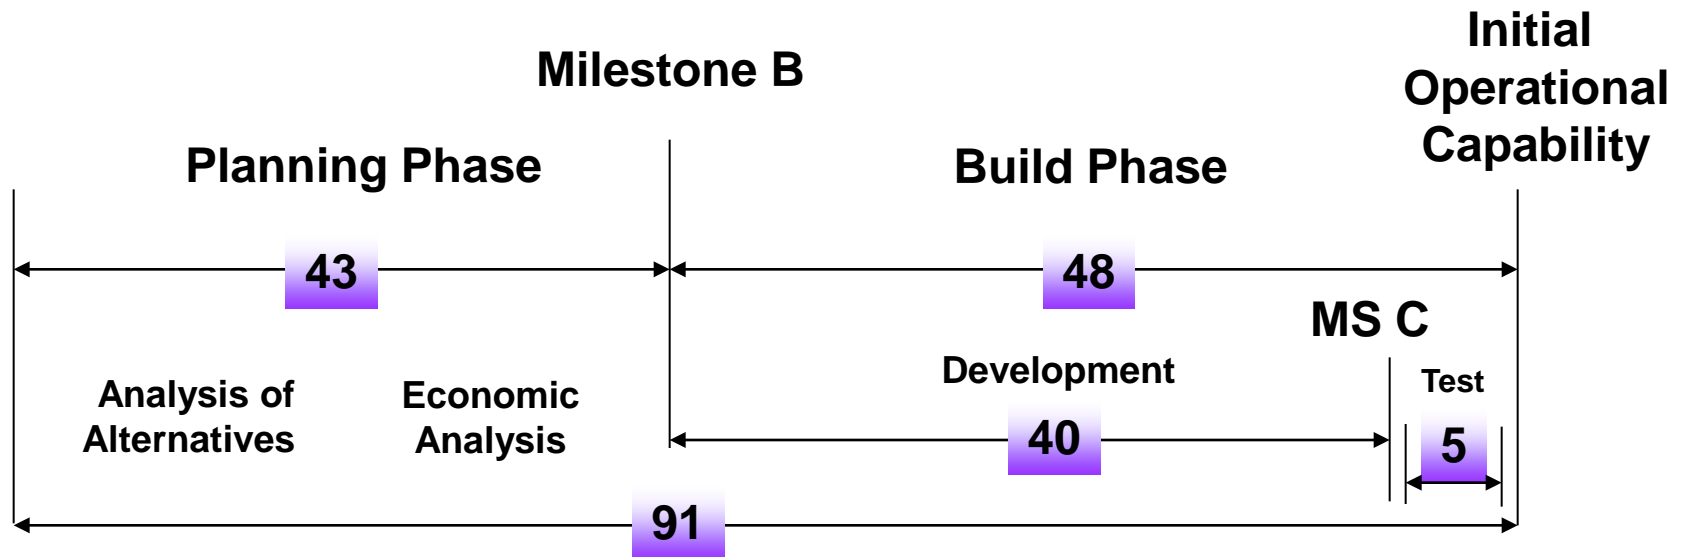 Initial
Operational
Capability
Milestone B
Planning Phase
Build Phase
43
48
MS C
Development
Test
Analysis of
Alternatives
Economic
Analysis
40
5
91